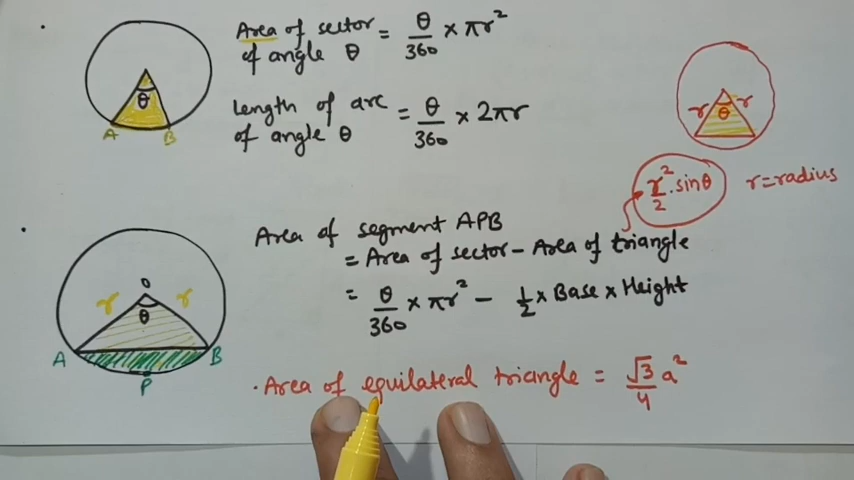 Area of sector = θ/360 × πr²
of angle θ
θ
A B
Length of arc = θ/360 × 2πr
of angle θ
r r
θ
r²/2 . sinθ
r = radius
Area of segment APB
= Area of sector – Area of triangle
= θ/360 × πr² – 1/2 × Base × Height
O
r r
θ
A B
P
. Area of equilateral triangle = √3/4 a²